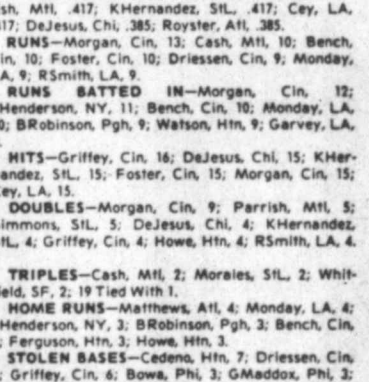 sh, Mtl, .417; KHernandez, StL, .417; Cey, LA,
417; DeJesus, Chi, .385; Royster, Atl, .385.
RUNS—Morgan, Cin, 13; Cash, Mtl, 10; Bench,
in, 10; Foster, Cin, 10; Driessen, Cin, 9; Monday,
A, 9; RSmith, LA, 9.
RUNS BATTED IN—Morgan, Cin, 12;
Henderson, NY, 11; Bench, Cin, 10; Monday, LA,
0; BRobinson, Pgh, 9; Watson, Htn, 9; Garvey, LA,
HITS—Griffey, Cin, 16; DeJesus, Chi, 15; KHer-
andez, StL, 15; Foster, Cin, 15; Morgan, Cin, 15;
ey, LA, 15.
DOUBLES—Morgan, Cin, 9; Parrish, Mtl, 5;
immons, StL, 5; DeJesus, Chi, 4; KHernandez,
tL, 4; Griffey, Cin, 4; Howe, Htn, 4; RSmith, LA, 4.
TRIPLES—Cash, Mtl, 2; Morales, StL, 2; Whit-
eld, SF, 2; 19 Tied With 1.
HOME RUNS—Matthews, Atl, 4; Monday, LA, 4;
Henderson, NY, 3; BRobinson, Pgh, 3; Bench, Cin,
; Ferguson, Htn, 3; Howe, Htn, 3.
STOLEN BASES—Cedeno, Htn, 7; Driessen, Cin,
; Griffey, Cin, 6; Bowa, Phi, 3; GMaddox, Phi, 3;